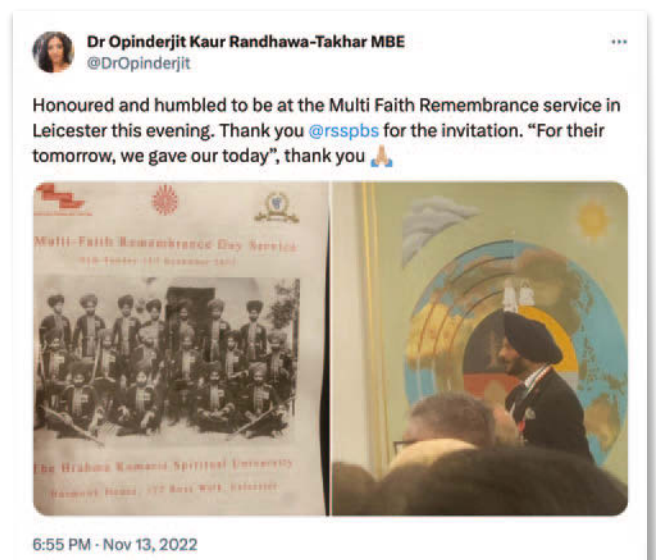 Dr Opinderjit Kaur Randhawa-Takhar MBE
@DrOpinderjit
Honoured and humbled to be at the Multi Faith Remembrance service in
Leicester this evening. Thank you @rsspbs for the invitation. “For their
tomorrow, we gave our today”, thank you 🙏🏼
Multi-Faith Remembrance Day Service
The Brahma Kumaris Spiritual University
House,
6:55 PM · Nov 13, 2022